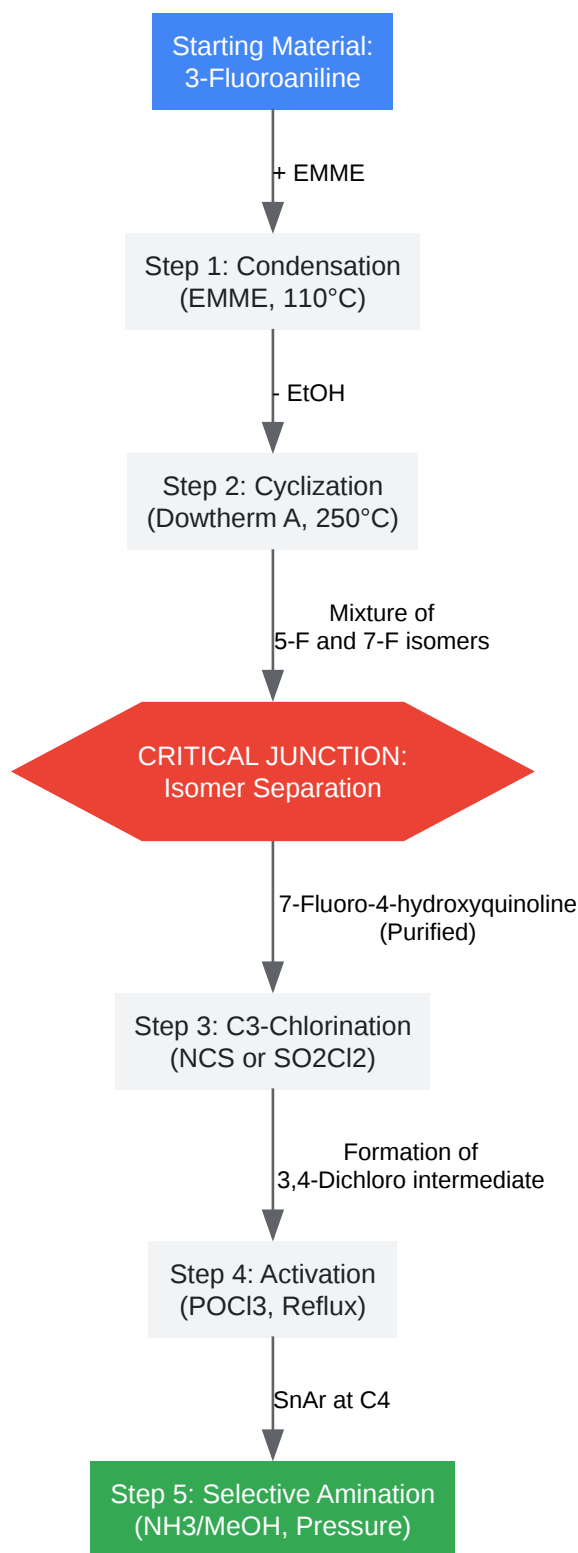 Starting Material:
3-Fluoroaniline
+ EMME
Step 1: Condensation
(EMME, 110°C)
- EtOH
Step 2: Cyclization
(Dowtherm A, 250°C)
Mixture of
5-F and 7-F isomers
CRITICAL JUNCTION:
Isomer Separation
7-Fluoro-4-hydroxyquinoline
(Purified)
Step 3: C3-Chlorination
(NCS or SO2Cl2)
Formation of
3,4-Dichloro intermediate
Step 4: Activation
(POCl3, Reflux)
SnAr at C4
Step 5: Selective Amination
(NH3/MeOH, Pressure)